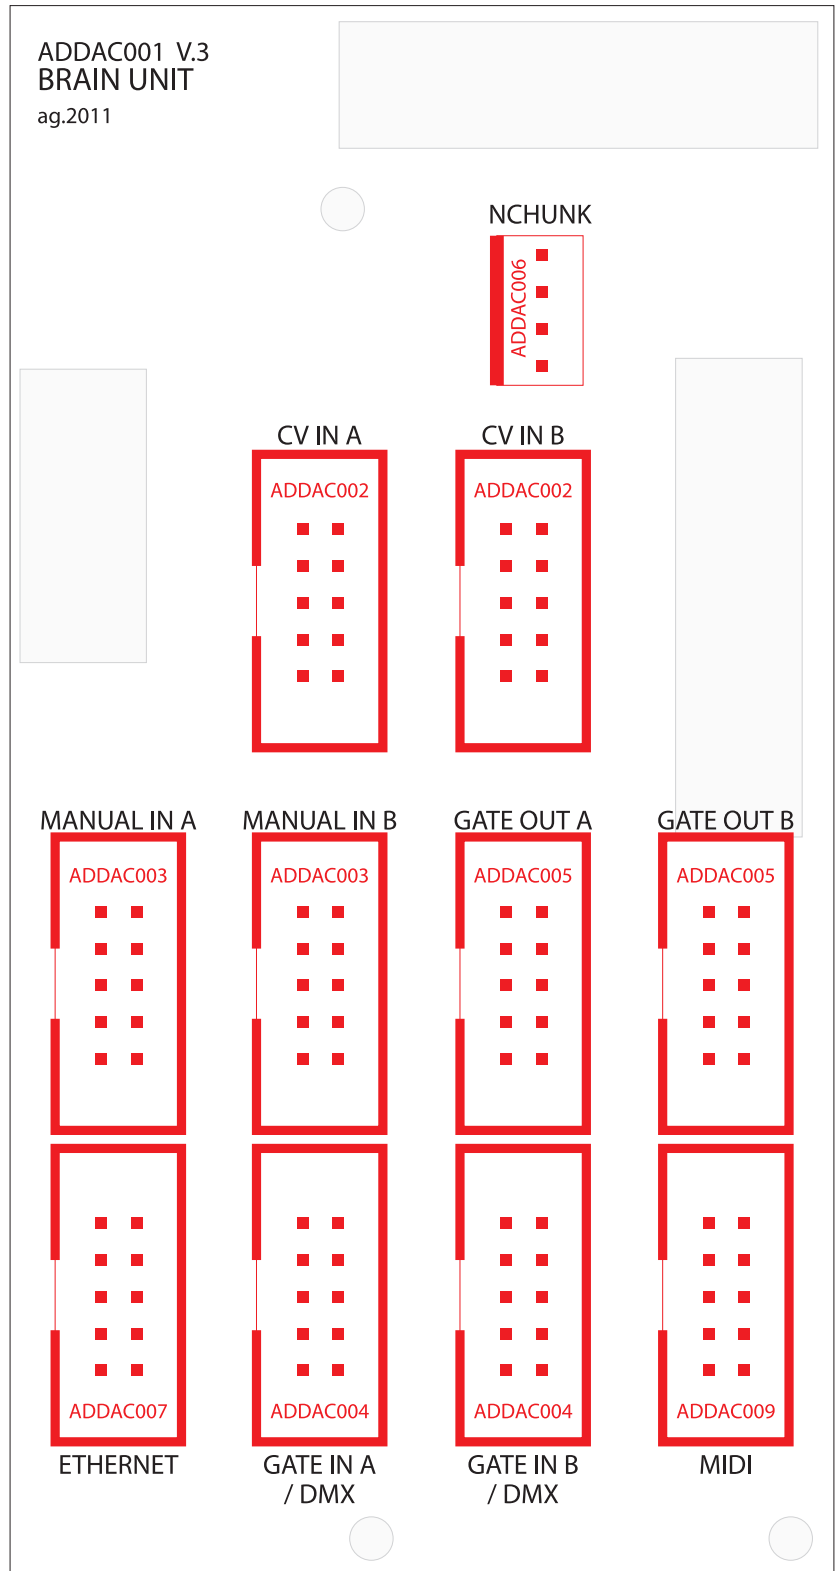 ADDAC001 V.3
BRAIN UNIT
ag.2011
NCHUNK
ADDAC006
CV IN A
CV IN B
ADDAC002
ADDAC002
MANUAL IN A
MANUAL IN B
GATE OUT A
GATE OUT B
ADDAC003
ADDAC003
ADDAC005
ADDAC005
ADDAC007
ADDAC004
ADDAC004
ADDAC009
ETHERNET
GATE IN A
/ DMX
GATE IN B
/ DMX
MIDI